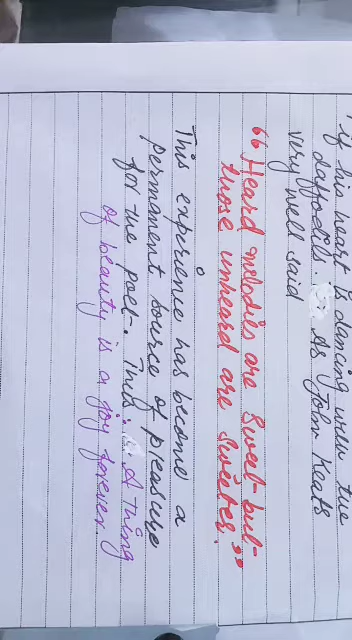 if his heart is dancing with the
daffodils. As John Keats
very well said
"Heard melodies are Sweet but-
those unheard are Sweeter."
This experience has become a
permanent source of pleasure
for the poet. Thus. A Thing
of beauty is a joy forever.